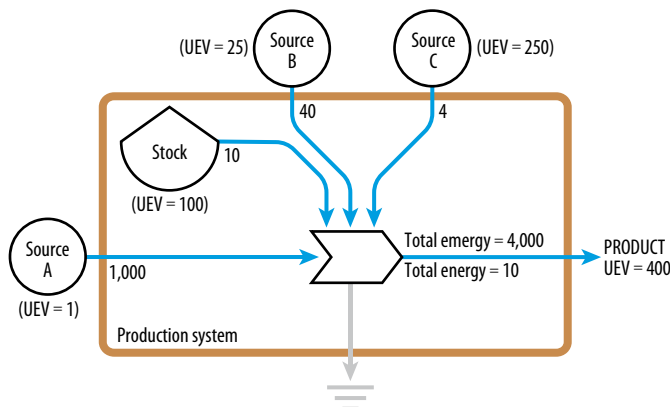 (UEV = 25)
Source
B
Source
C
(UEV = 250)
40
4
Stock
10
(UEV = 100)
Source
A
1,000
(UEV = 1)
Total emergy = 4,000
Total energy = 10
PRODUCT
UEV = 400
Production system